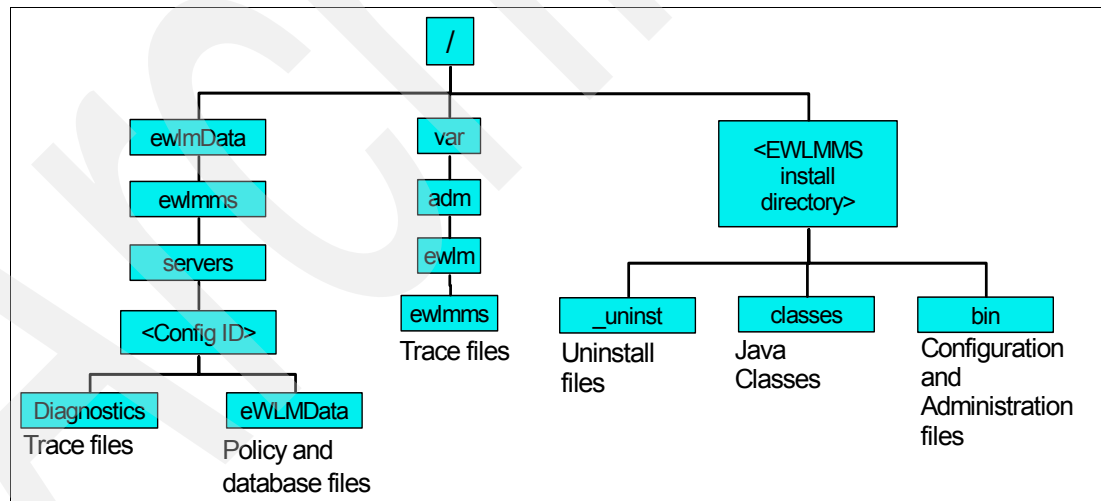 /
ewlmData
var
<EWLMMS
install
directory>
ewlmms
adm
servers
ewlm
<Config ID>
ewlmms
Trace files
_uninst
Uninstall
files
classes
Java
Classes
bin
Configuration
and
Administration
files
Diagnostics
Trace files
eWLMData
Policy and
database files